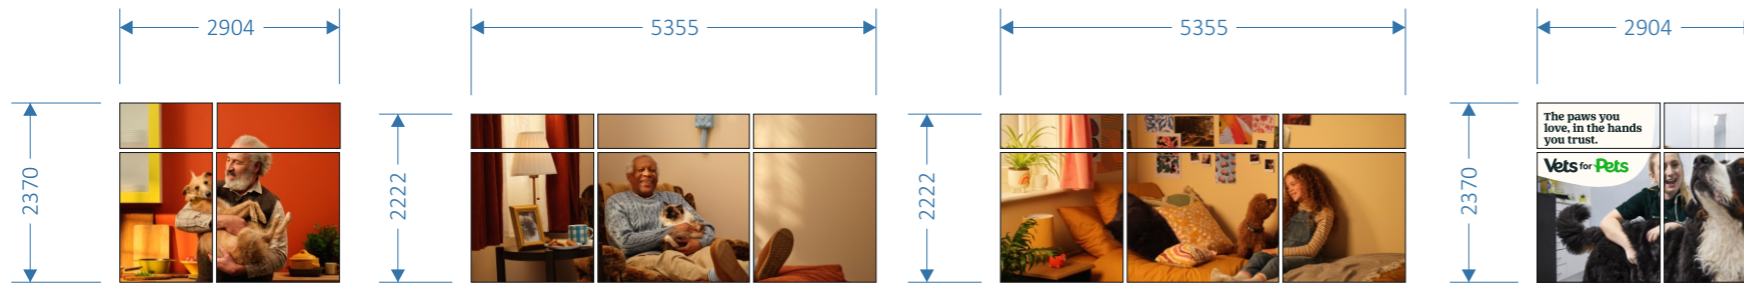 2904
5355
5355
2904
2370
2222
2222
2370
The paws you
love, in the hands
you trust.
Vets for Pets